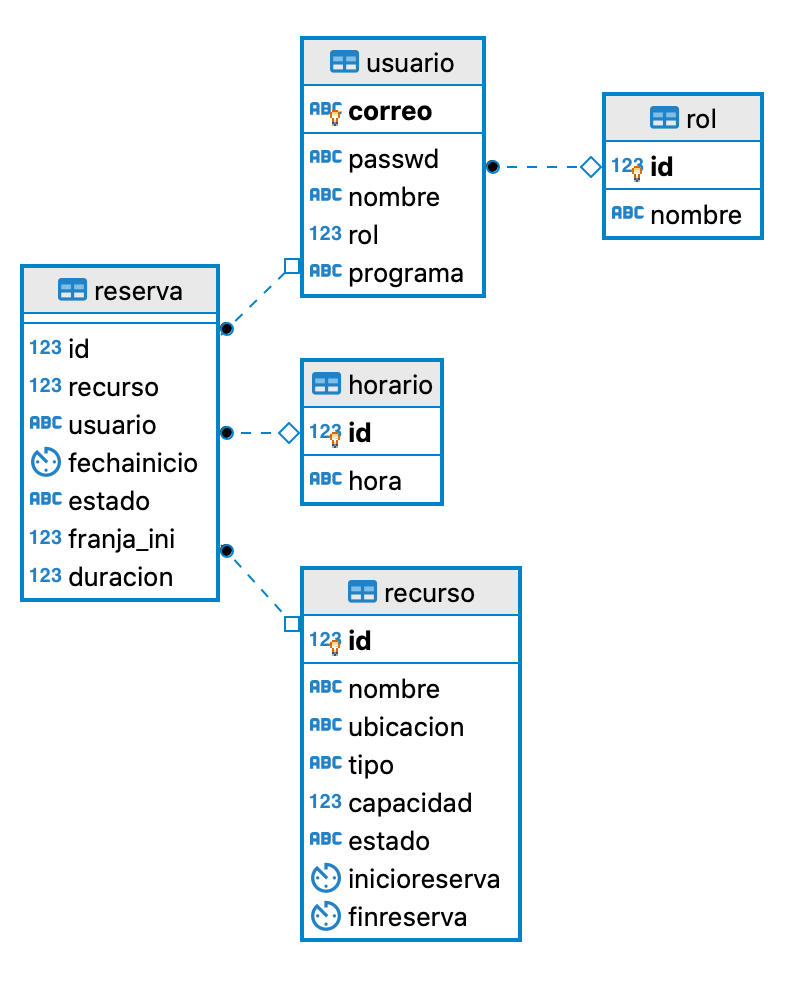 usuario
ABC correo
ABC passwd
ABC nombre
123 rol
ABC programa
rol
123 id
ABC nombre
reserva
123 id
123 recurso
ABC usuario
fechainicio
ABC estado
123 franja_ini
123 duracion
horario
123 id
ABC hora
recurso
123 id
ABC nombre
ABC ubicacion
ABC tipo
123 capacidad
ABC estado
inicioreserva
finreserva